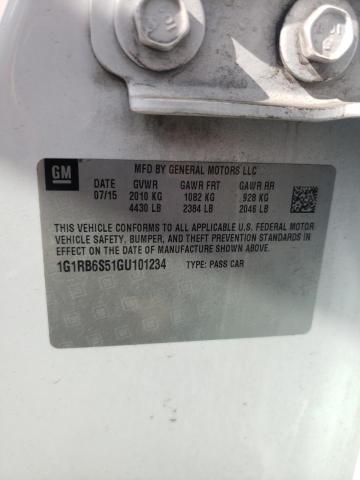 GM
MFD BY GENERAL MOTORS LLC
DATE GVWR GAWR FRT GAWR RR
07/15 2010 KG 1082 KG 928 KG
4430 LB 2384 LB 2046 LB
THIS VEHICLE CONFORMS TO ALL APPLICABLE U.S. FEDERAL MOTOR
VEHICLE SAFETY, BUMPER, AND THEFT PREVENTION STANDARDS
IN EFFECT ON THE DATE OF MANUFACTURE SHOWN ABOVE.
1G1RB6S51GU101234 TYPE: PASS CAR